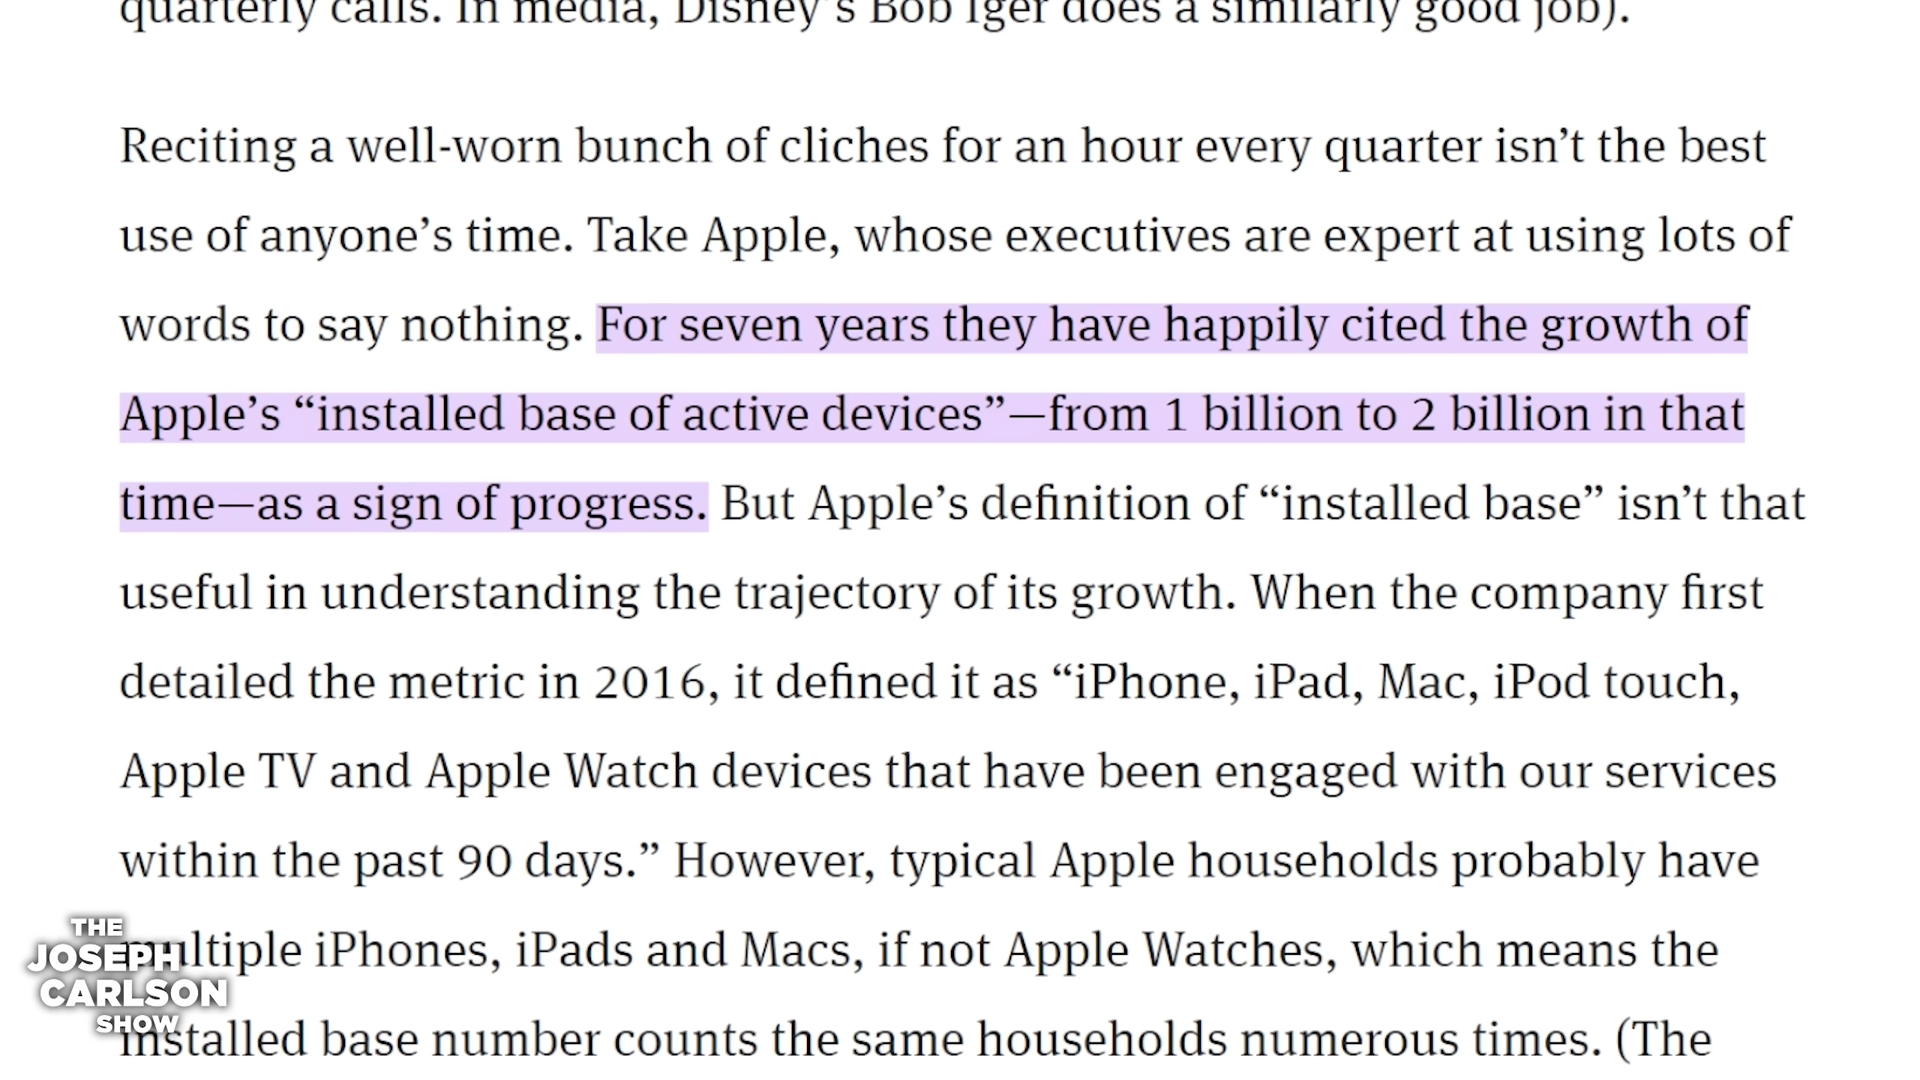 quarterly calls. In media, Disney’s Bob Iger does a similarly good job).
Reciting a well-worn bunch of cliches for an hour every quarter isn’t the best
use of anyone’s time. Take Apple, whose executives are expert at using lots of
words to say nothing. For seven years they have happily cited the growth of
Apple’s “installed base of active devices”—from 1 billion to 2 billion in that
time—as a sign of progress. But Apple’s definition of “installed base” isn’t that
useful in understanding the trajectory of its growth. When the company first
detailed the metric in 2016, it defined it as “iPhone, iPad, Mac, iPod touch,
Apple TV and Apple Watch devices that have been engaged with our services
within the past 90 days.” However, typical Apple households probably have
multiple iPhones, iPads and Macs, if not Apple Watches, which means the
installed base number counts the same households numerous times. (The
THE
JOSEPH
CARLSON
SHOW